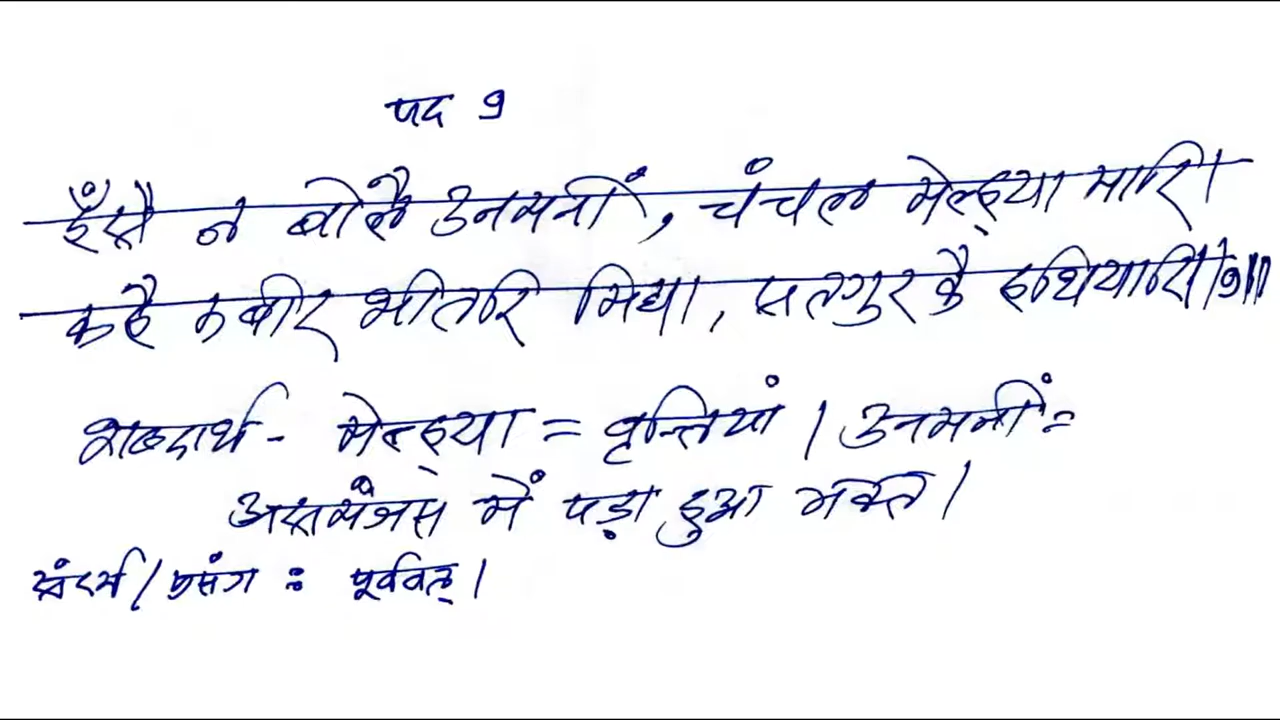 पद 9
हँसै न बोलै उनमनीं, चंचल मेल्ह्या मारि।
कहै कबीर भीतरि भिद्या, सतगुर कै हथियारि।।9।।
शब्दार्थ - मेल्ह्या = वृत्तियां। उनमनीं =
असमंजस में पड़ा हुआ भक्त।
संदर्भ/प्रसंग : पूर्ववत्।